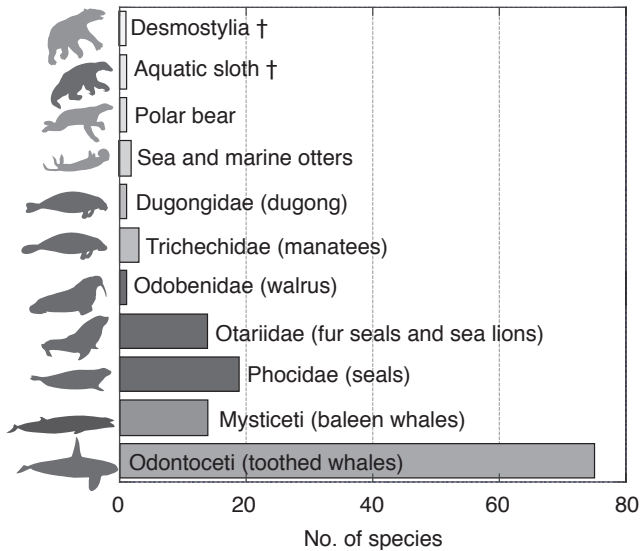 Desmostylia †
Aquatic sloth †
Polar bear
Sea and marine otters
Dugongidae (dugong)
Trichechidae (manatees)
Odobenidae (walrus)
Otariidae (fur seals and sea lions)
Phocidae (seals)
Mysticeti (baleen whales)
Odontoceti (toothed whales)
0 20 40 60 80
No. of species